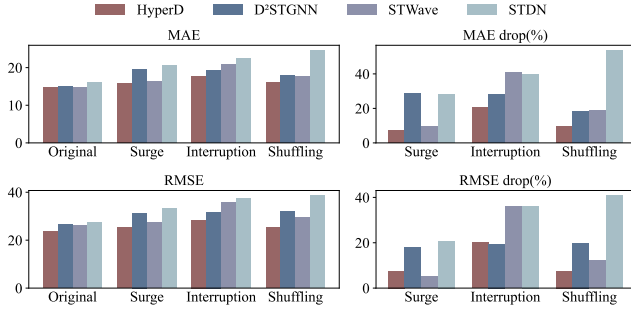 HyperD D²STGNN STWave STDN
MAE MAE drop(%)
20
10
0
Original Surge Interruption Shuffling
40
20
0
Surge Interruption Shuffling
RMSE RMSE drop(%)
40
20
0
Original Surge Interruption Shuffling
40
20
0
Surge Interruption Shuffling